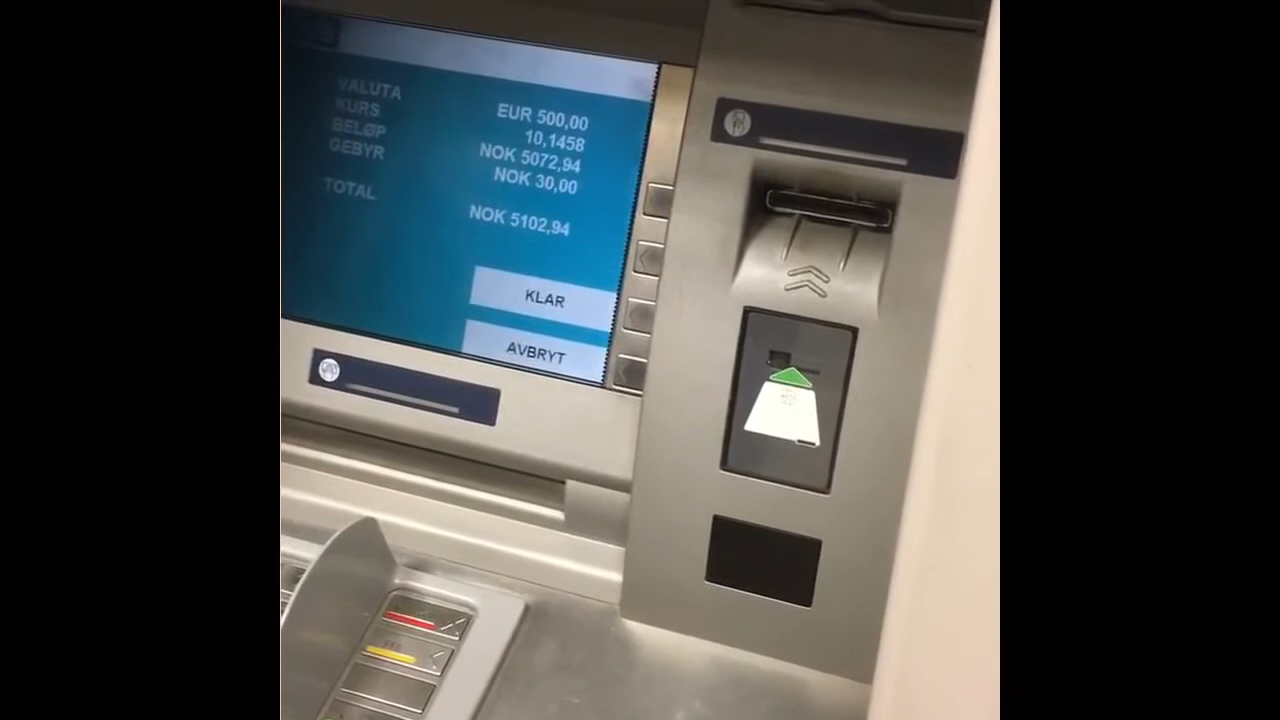 VALUTA EUR 500,00
KURS 10,1458
BELØP NOK 5072,94
GEBYR NOK 30,00
TOTAL NOK 5102,94
KLAR
AVBRYT